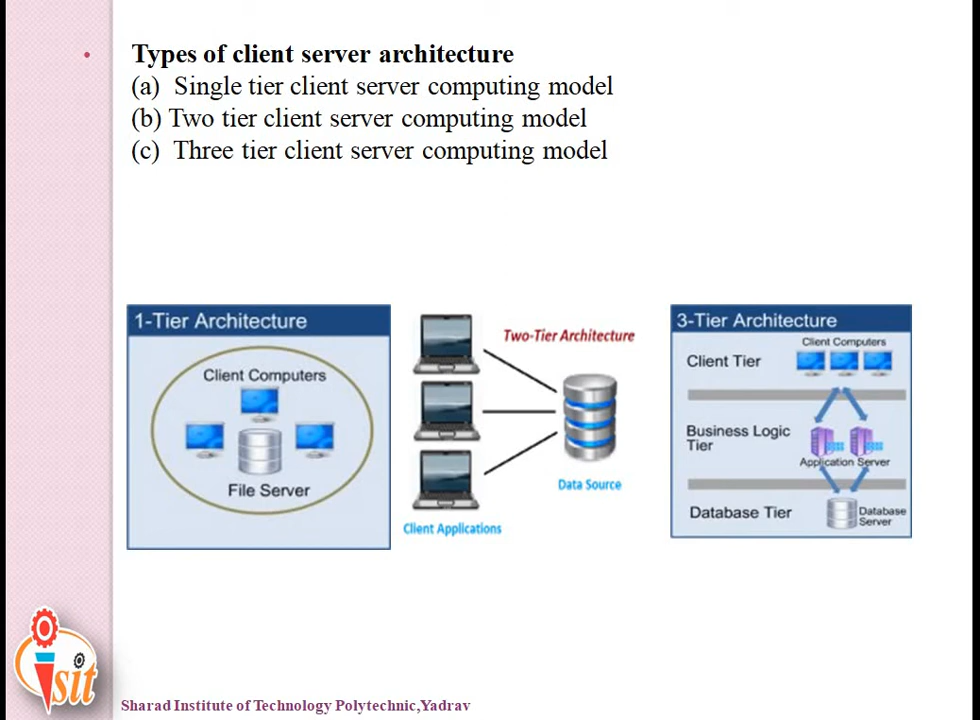 Types of client server architecture
(a) Single tier client server computing model
(b) Two tier client server computing model
(c) Three tier client server computing model
1-Tier Architecture
Client Computers
File Server
Two-Tier Architecture
Data Source
Client Applications
3-Tier Architecture
Client Computers
Client Tier
Business Logic
Tier
Application Server
Database Tier
Database
Server
sit
Sharad Institute of Technology Polytechnic,Yadrav